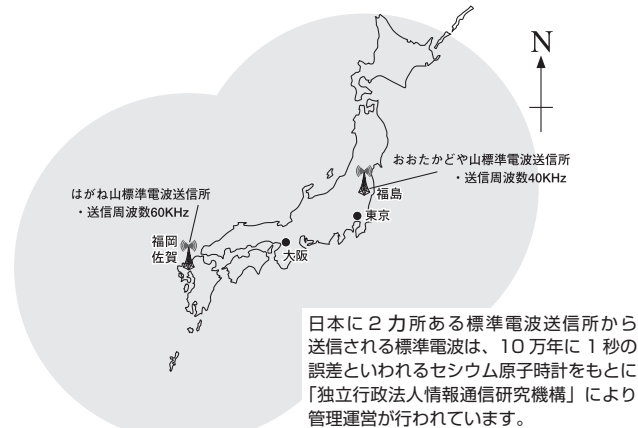 N
おおたかどや山標準電波送信所
・送信周波数40KHz
はがね山標準電波送信所
・送信周波数60KHz
福島
東京
福岡
佐賀
大阪
日本に2カ所ある標準電波送信所から
送信される標準電波は、10万年に1秒の
誤差といわれるセシウム原子時計をもとに
「独立行政法人情報通信研究機構」により
管理運営が行われています。